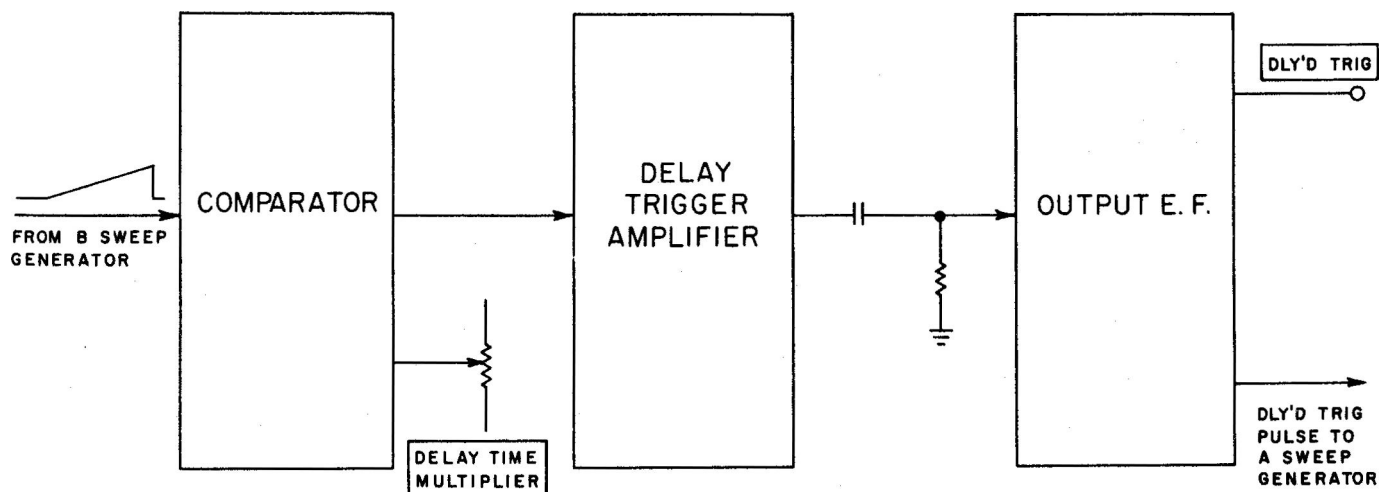 FROM B SWEEP
GENERATOR
COMPARATOR
DELAY TIME
MULTIPLIER
DELAY
TRIGGER
AMPLIFIER
OUTPUT E. F.
DLY'D TRIG
DLY'D TRIG
PULSE TO
A SWEEP
GENERATOR